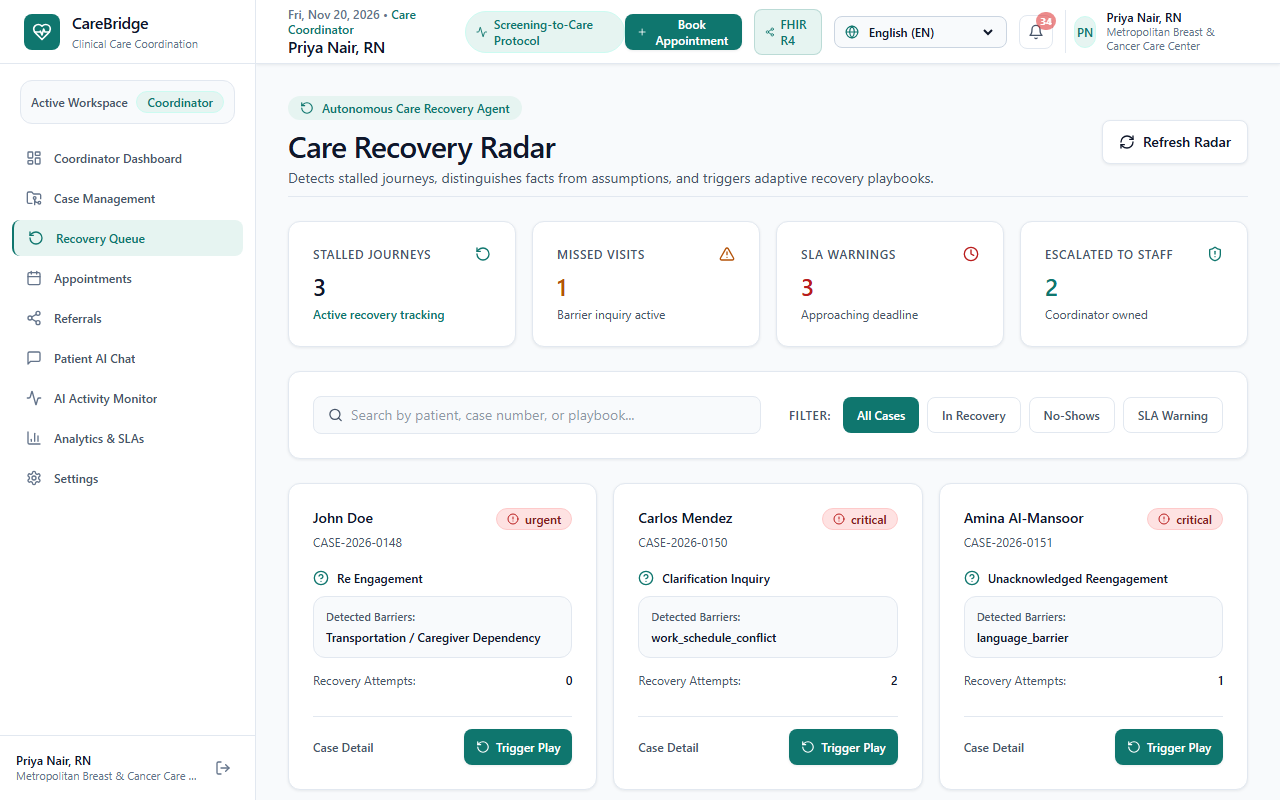 CareBridge
Clinical Care Coordination
Active Workspace
Coordinator
Coordinator Dashboard
Case Management
Recovery Queue
Appointments
Referrals
Patient AI Chat
AI Activity Monitor
Analytics & SLAs
Settings
Priya Nair, RN
Metropolitan Breast & Cancer Care ...
Fri, Nov 20, 2026 • Care
Coordinator
Priya Nair, RN
Screening-to-Care
Protocol
+ Book
Appointment
FHIR
R4
English (EN)
34
PN
Priya Nair, RN
Metropolitan Breast &
Cancer Care Center
Autonomous Care Recovery Agent
Care Recovery Radar
Detects stalled journeys, distinguishes facts from assumptions, and triggers adaptive recovery playbooks.
Refresh Radar
STALLED JOURNEYS
3
Active recovery tracking
MISSED VISITS
1
Barrier inquiry active
SLA WARNINGS
3
Approaching deadline
ESCALATED TO STAFF
2
Coordinator owned
Search by patient, case number, or playbook...
FILTER:
All Cases
In Recovery
No-Shows
SLA Warning
John Doe
urgent
CASE-2026-0148
Re Engagement
Detected Barriers:
Transportation / Caregiver Dependency
Recovery Attempts:
0
Case Detail
Trigger Play
Carlos Mendez
critical
CASE-2026-0150
Clarification Inquiry
Detected Barriers:
work_schedule_conflict
Recovery Attempts:
2
Case Detail
Trigger Play
Amina Al-Mansoor
critical
CASE-2026-0151
Unacknowledged Reengagement
Detected Barriers:
language_barrier
Recovery Attempts:
1
Case Detail
Trigger Play